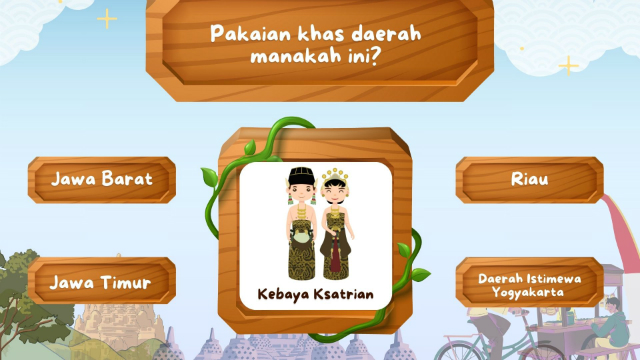 Pakaian khas daerah
manakah ini?
Jawa Barat
Riau
Jawa Timur
Daerah Istimewa
Yogyakarta
Kebaya Ksatrian